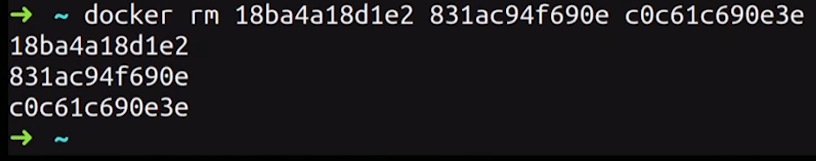 ➜ ~ docker rm 18ba4a18d1e2 831ac94f690e c0c61c690e3e
18ba4a18d1e2
831ac94f690e
c0c61c690e3e
➜ ~